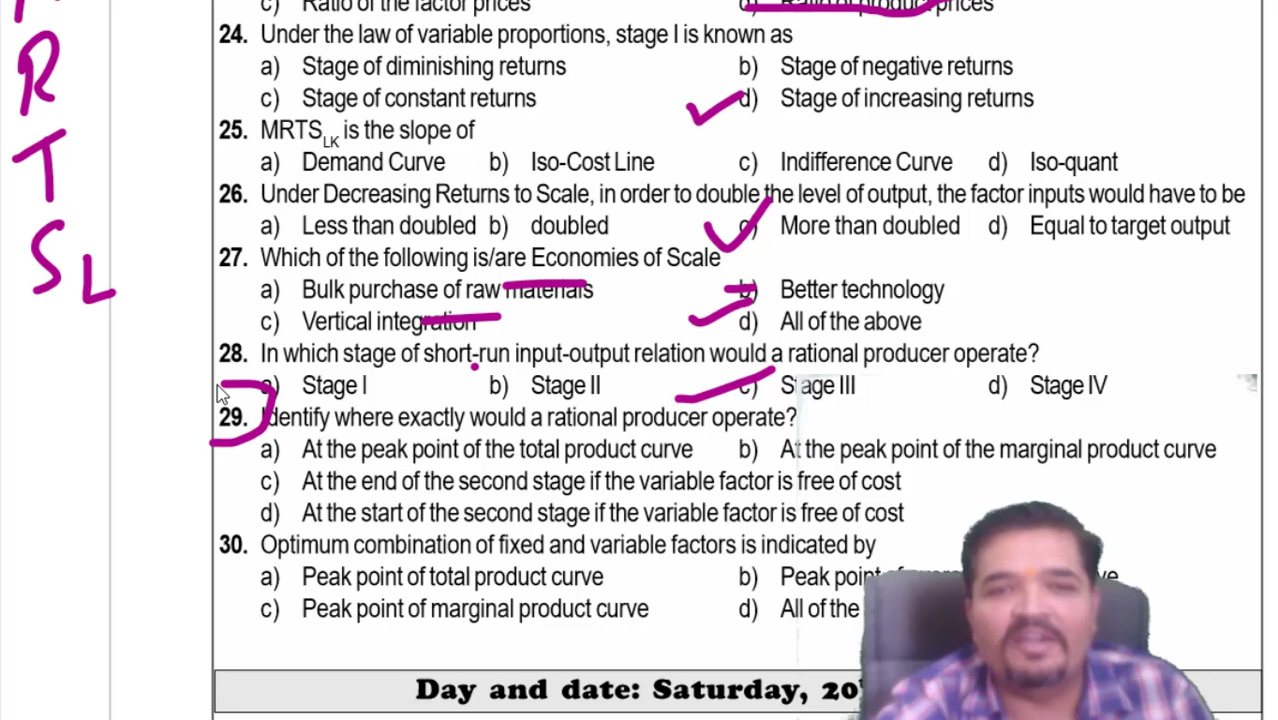 c) Ratio of the factor prices d) Ratio of product prices
24. Under the law of variable proportions, stage I is known as
a) Stage of diminishing returns b) Stage of negative returns
c) Stage of constant returns d) Stage of increasing returns
25. MRTS LK is the slope of
a) Demand Curve b) Iso-Cost Line c) Indifference Curve d) Iso-quant
26. Under Decreasing Returns to Scale, in order to double the level of output, the factor inputs would have to be
a) Less than doubled b) doubled c) More than doubled d) Equal to target output
27. Which of the following is/are Economies of Scale
a) Bulk purchase of raw materials b) Better technology
c) Vertical integration d) All of the above
28. In which stage of short-run input-output relation would a rational producer operate?
a) Stage I b) Stage II c) Stage III d) Stage IV
29. Identify where exactly would a rational producer operate?
a) At the peak point of the total product curve b) At the peak point of the marginal product curve
c) At the end of the second stage if the variable factor is free of cost
d) At the start of the second stage if the variable factor is free of cost
30. Optimum combination of fixed and variable factors is indicated by
a) Peak point of total product curve b) Peak point
c) Peak point of marginal product curve d) All of the
Day and date: Saturday, 20
R
T
S L